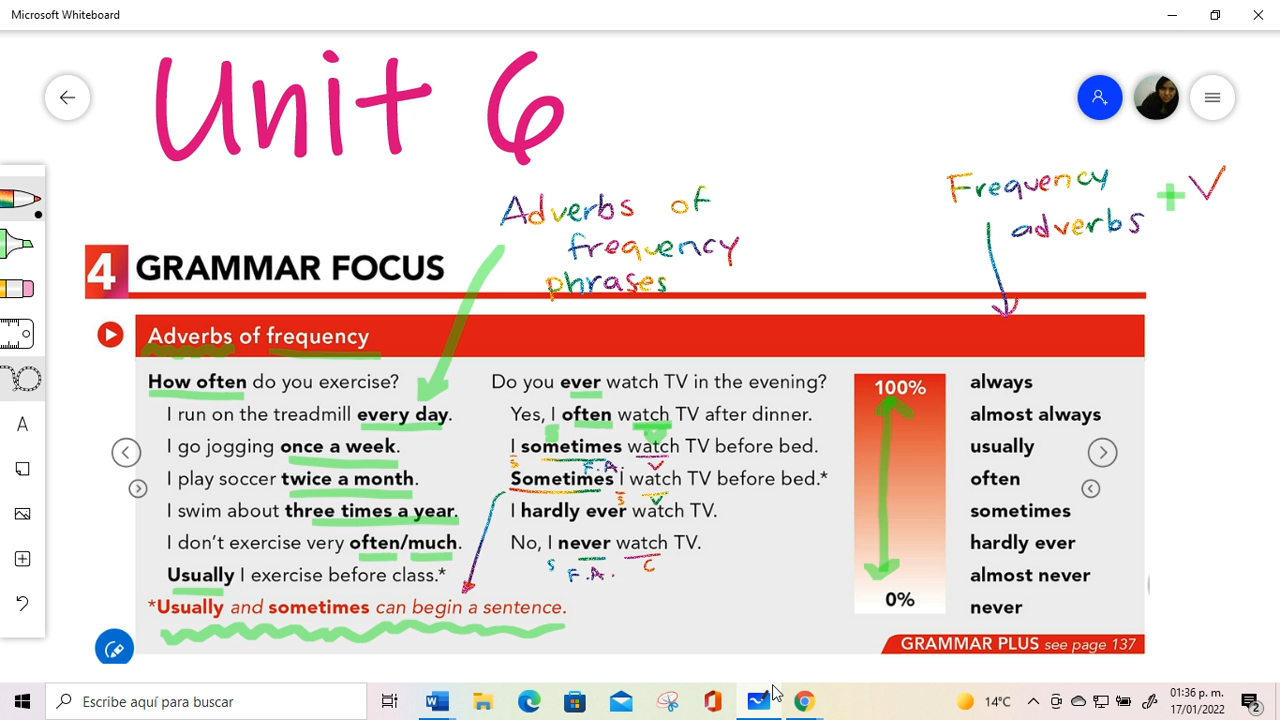 Microsoft Whiteboard
Unit 6
Adverbs of
frequency
phrases
Frequency + V
adverbs
4 GRAMMAR FOCUS
Adverbs of frequency
How often do you exercise?
I run on the treadmill every day.
I go jogging once a week.
I play soccer twice a month.
I swim about three times a year.
I don't exercise very often/much.
Usually I exercise before class.*
*Usually and sometimes can begin a sentence.
Do you ever watch TV in the evening?
Yes, I often watch TV after dinner.
I sometimes watch TV before bed.
S F.A. V
Sometimes I watch TV before bed.*
S V
I hardly ever watch TV.
No, I never watch TV.
S F.A. C
100%
0%
always
almost always
usually
often
sometimes
hardly ever
almost never
never
GRAMMAR PLUS see page 137
A
Escribe aquí para buscar
14°C
01:36 p. m.
17/01/2022
2